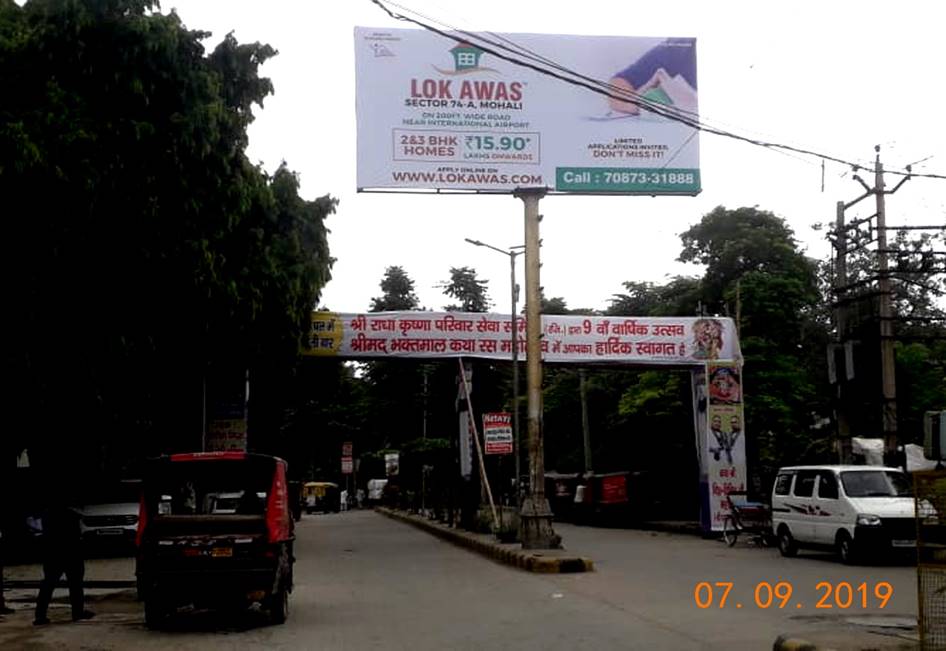 LOK AWAS
SECTOR 74-A, MOHALI
ON 200FT. WIDE ROAD
NEAR INTERNATIONAL AIRPORT
2&3 BHK
HOMES
₹15.90*
LAKHS ONWARDS
APPLY ONLINE ON
WWW.LOKAWAS.COM
LIMITED
APPLICATIONS INVITED,
DON'T MISS IT!
Call : 70873-31888
श्री राधा कृष्णा परिवार सेवा (रजि.) द्वारा 9 वाँ वार्षिक उत्सव
श्रीमद् भक्तमाल कथा रस में आपका हार्दिक स्वागत है
07. 09. 2019